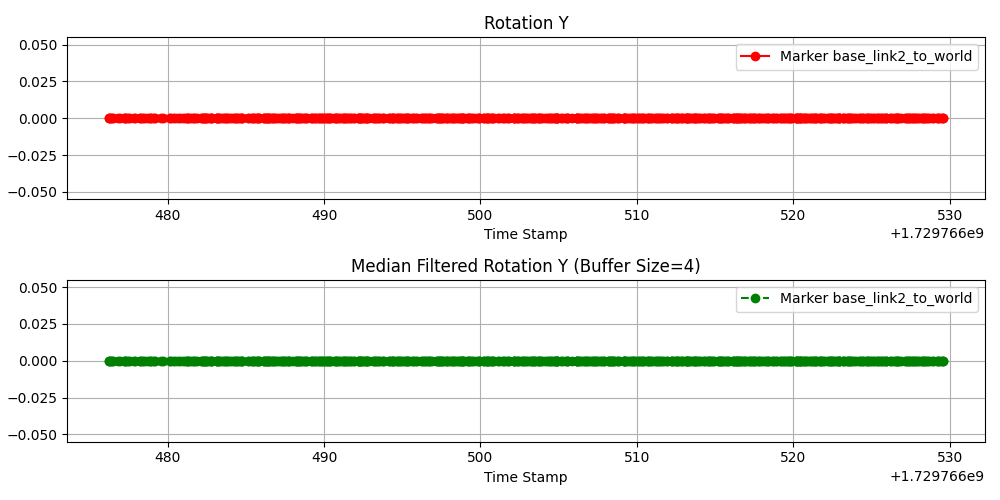 Rotation Y
0.050
0.025
0.000
−0.025
−0.050
Marker base_link2_to_world
480 490 500 510 520 530
Time Stamp
+1.729766e9
Median Filtered Rotation Y (Buffer Size=4)
0.050
0.025
0.000
−0.025
−0.050
Marker base_link2_to_world
480 490 500 510 520 530
Time Stamp
+1.729766e9